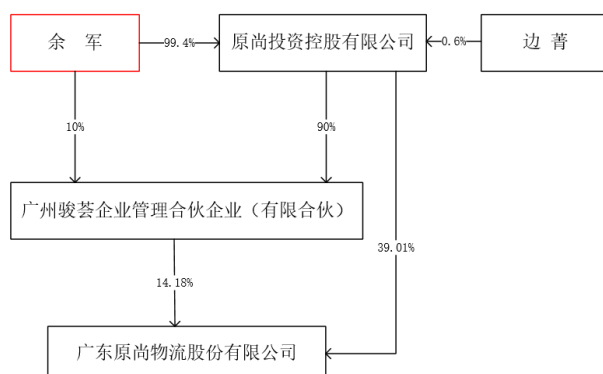 余 军
99.4%
原尚投资控股有限公司
0.6%
边 菁
10%
90%
广州骏荟企业管理合伙企业（有限合伙）
39.01%
14.18%
广东原尚物流股份有限公司